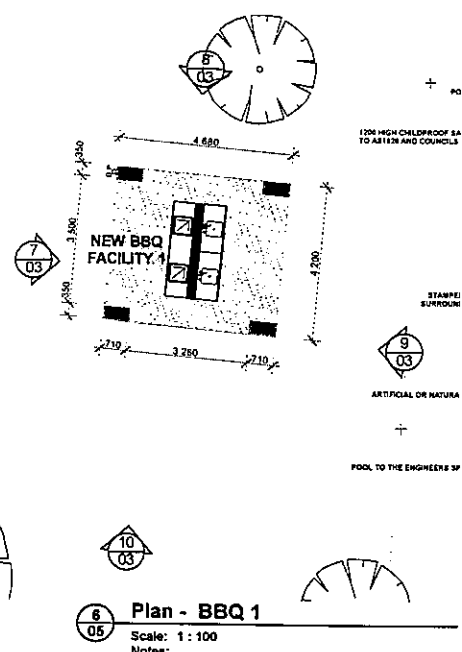 8
03
PO
1200 HIGH CHILDPROOF SA
TO AS1926 AND COUNCILS
4.680
350
3.500
350
7
03
NEW BBQ
FACILITY 1
4.200
STAMPE
SURROUN
710
3.260
710
9
03
ARTIFICIAL OR NATURA
POOL TO THE ENGINEERS SP
10
03
6
05
Plan - BBQ 1
Scale: 1 : 100
Notes: